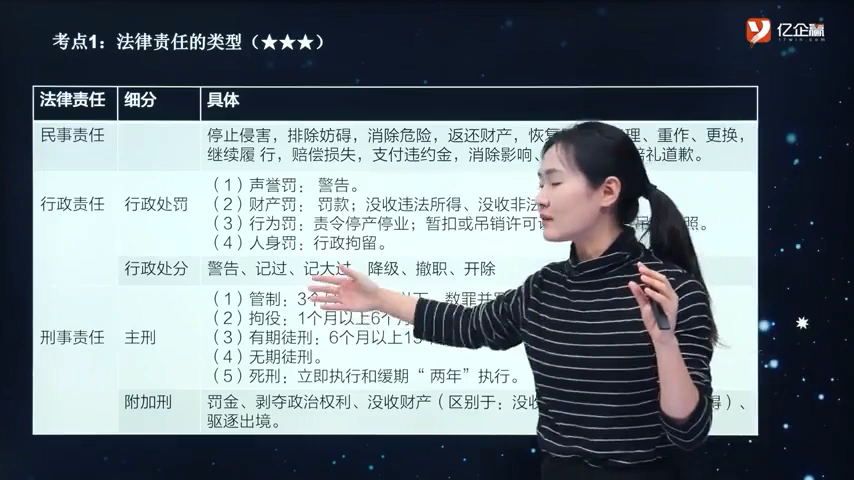 考点1：法律责任的类型（★★★）
亿企赢
法律责任 细分 具体
民事责任 停止侵害，排除妨碍，消除危险，返还财产，恢复 理、重作、更换，
继续履 行，赔偿损失，支付违约金，消除影响、 赔礼道歉。
（1）声誉罚： 警告。
行政责任 行政处罚 （2）财产罚： 罚款；没收违法所得、没收非法
（3）行为罚：责令停产停业；暂扣或吊销许可 照。
（4）人身罚：行政拘留。
行政处分 警告、记过、记大过、降级、撤职、开除
（1）管制：3个 以下，数罪并
（2）拘役：1个月以上6个
刑事责任 主刑 （3）有期徒刑：6个月以上15
（4）无期徒刑。
（5）死刑：立即执行和缓期“ 两年”执行。
附加刑 罚金、剥夺政治权利、没收财产（区别于：没收 得）、
驱逐出境。